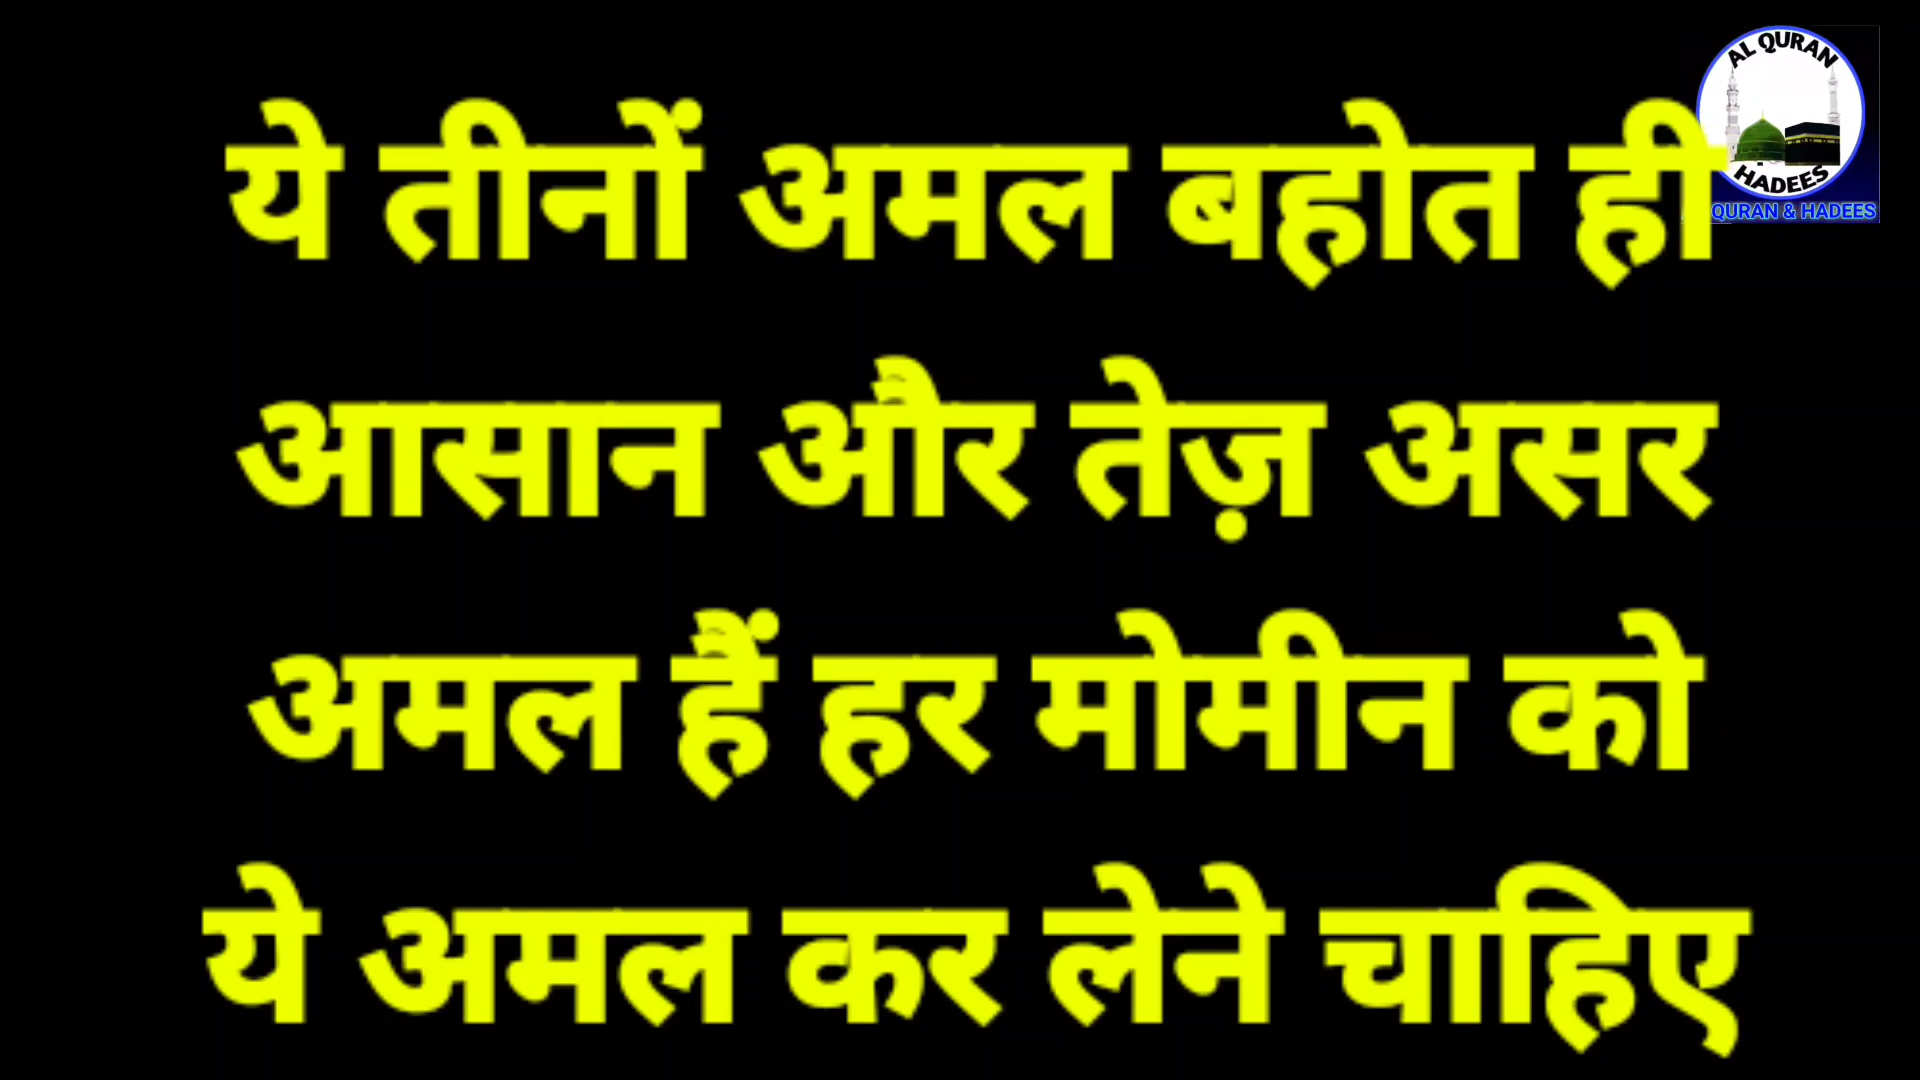 AL QURAN
HADEES
QURAN & HADEES
ये तीनों अमल बहोत ही
आसान और तेज़ असर
अमल हैं हर मोमीन को
ये अमल कर लेने चाहिए